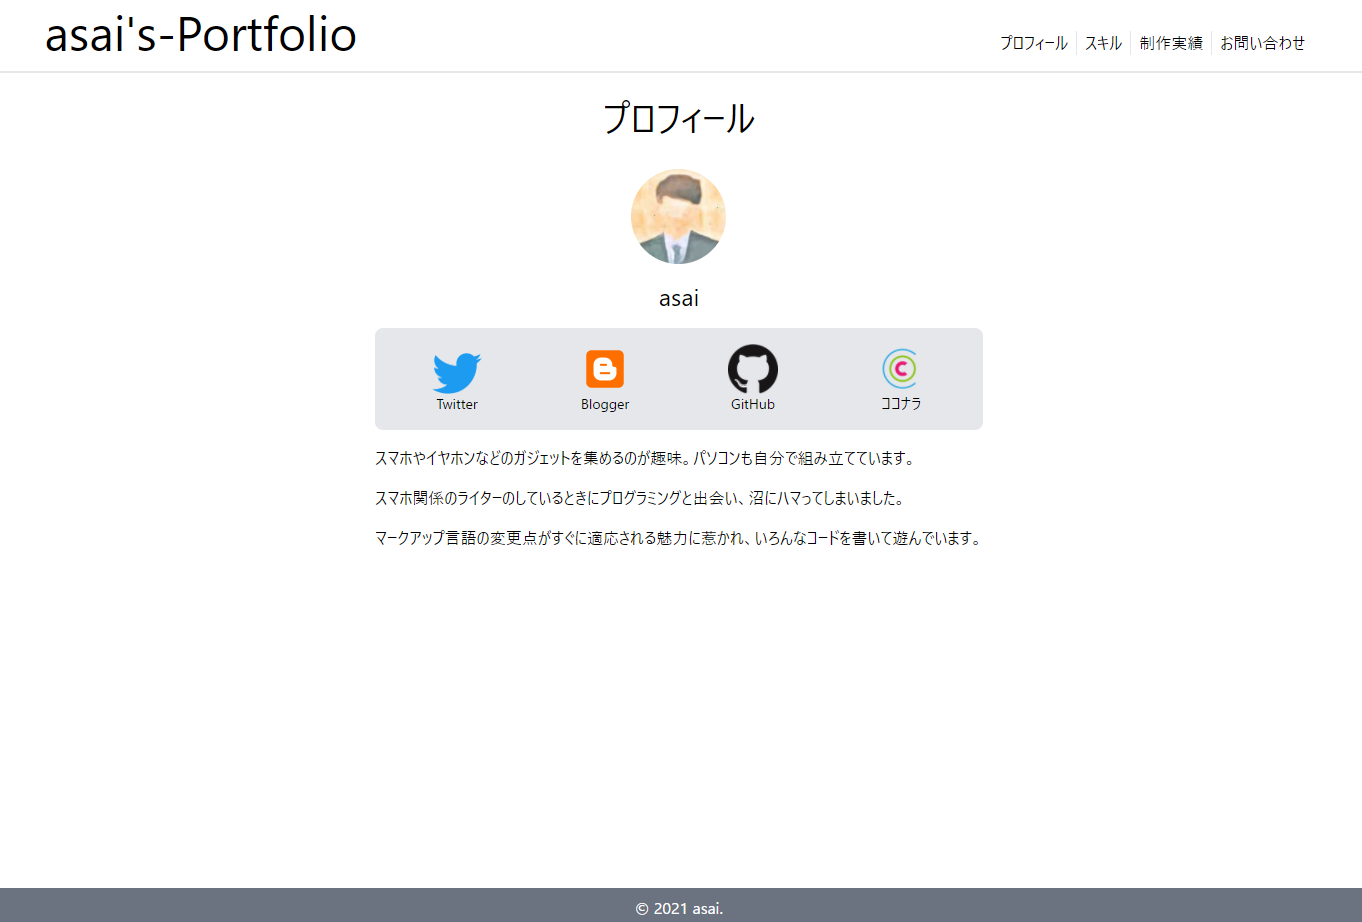 asai's-Portfolio
プロフィール スキル 制作実績 お問い合わせ
プロフィール
asai
Twitter Blogger GitHub ココナラ
スマホやイヤホンなどのガジェットを集めるのが趣味。パソコンも自分で組み立てています。
スマホ関係のライターのしているときにプログラミングと出会い、沼にハマってしまいました。
マークアップ言語の変更点がすぐに適応される魅力に惹かれ、いろんなコードを書いて遊んでいます。
© 2021 asai.